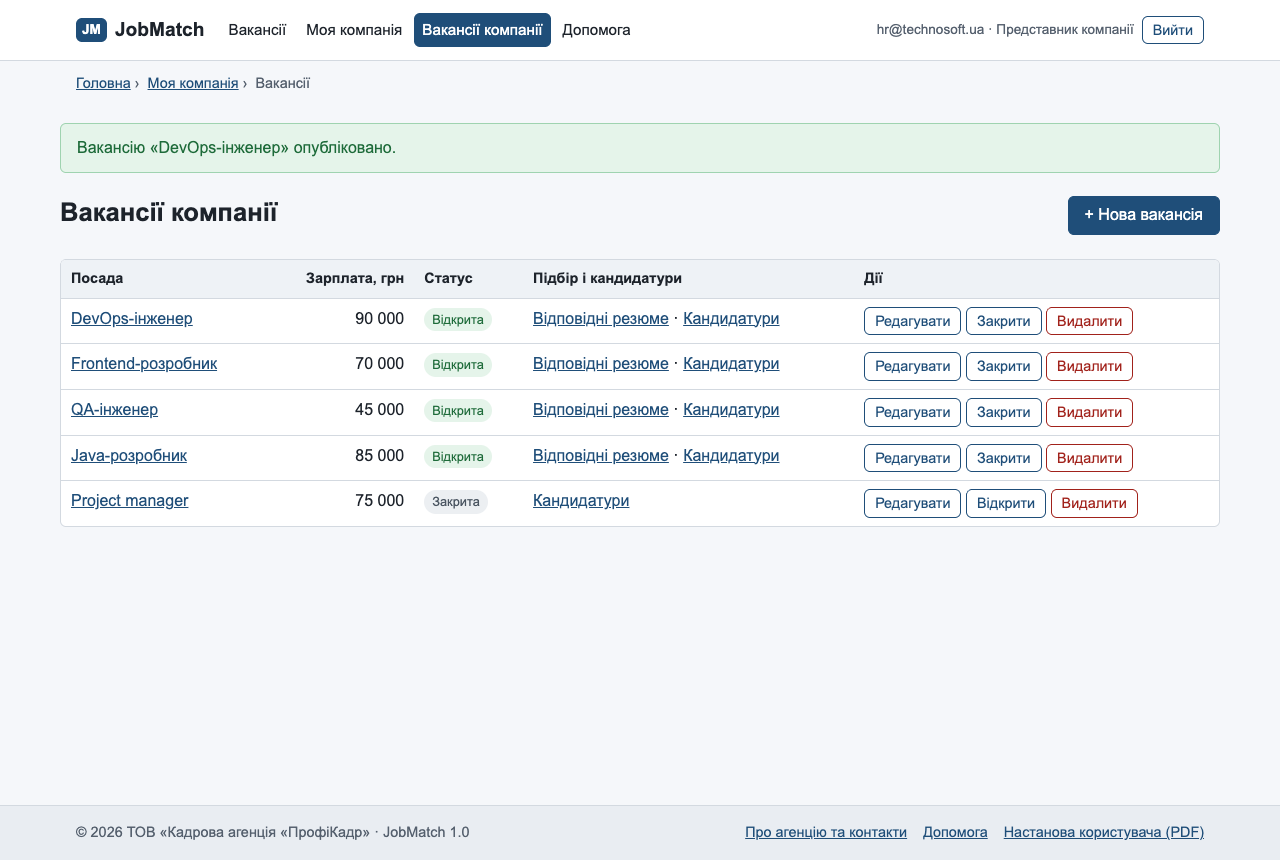 JM JobMatch Вакансії Моя компанія Вакансії компанії Допомога hr@technosoft.ua · Представник компанії Вийти
Головна › Моя компанія › Вакансії
Вакансію «DevOps-інженер» опубліковано.
Вакансії компанії + Нова вакансія
Посада Зарплата, грн Статус Підбір і кандидатури Дії
DevOps-інженер 90 000 Відкрита Відповідні резюме · Кандидатури Редагувати Закрити Видалити
Frontend-розробник 70 000 Відкрита Відповідні резюме · Кандидатури Редагувати Закрити Видалити
QA-інженер 45 000 Відкрита Відповідні резюме · Кандидатури Редагувати Закрити Видалити
Java-розробник 85 000 Відкрита Відповідні резюме · Кандидатури Редагувати Закрити Видалити
Project manager 75 000 Закрита Кандидатури Редагувати Відкрити Видалити
© 2026 ТОВ «Кадрова агенція «ПрофіКадр» · JobMatch 1.0 Про агенцію та контакти Допомога Настанова користувача (PDF)